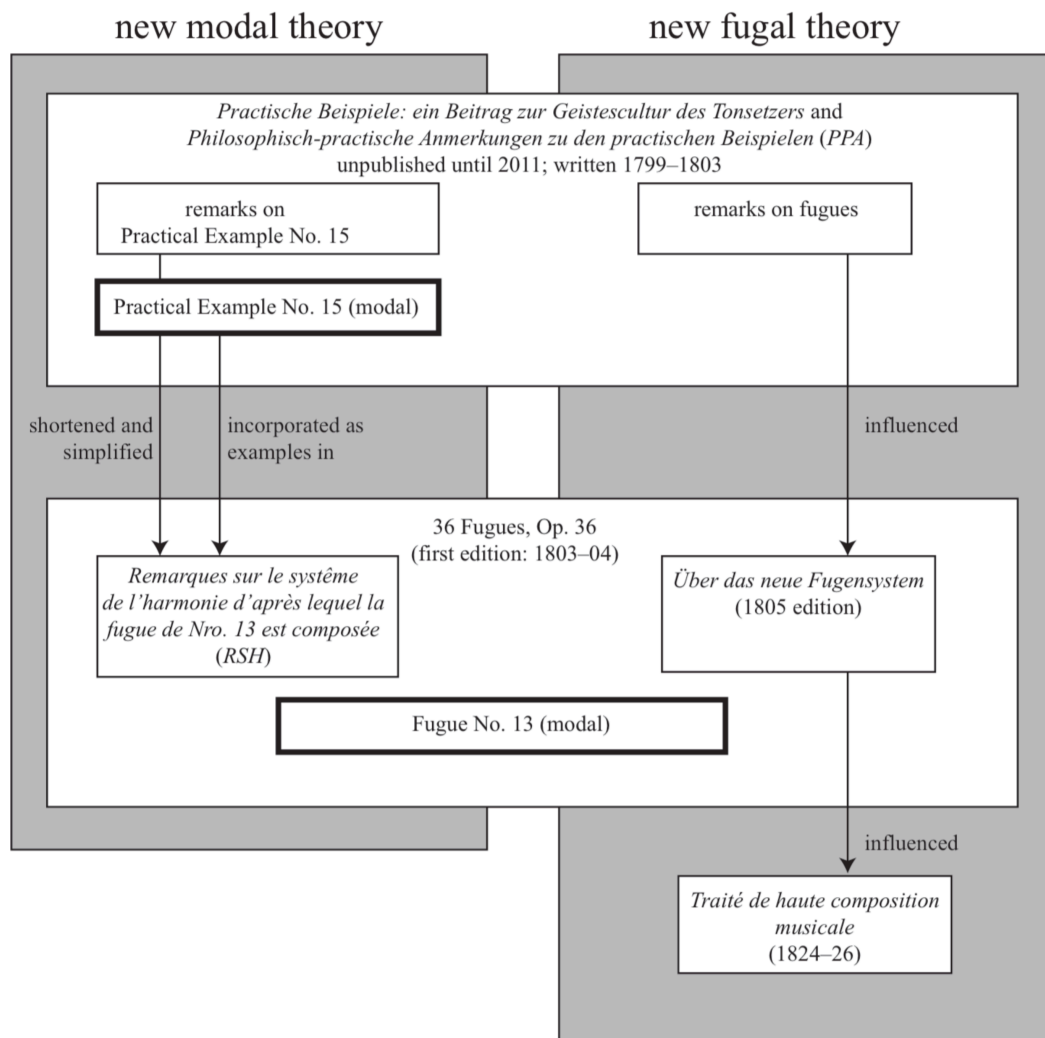 new modal theory
new fugal theory
Practische Beispiele: ein Beitrag zur Geistescultur des Tonsetzers and
Philosophisch-practische Anmerkungen zu den practischen Beispielen (PPA)
unpublished until 2011; written 1799–1803
remarks on
Practical Example No. 15
remarks on fugues
Practical Example No. 15 (modal)
shortened and
simplified
incorporated as
examples in
influenced
36 Fugues, Op. 36
(first edition: 1803–04)
Remarques sur le système
de l’harmonie d’après lequel la
fugue de Nro. 13 est composée
(RSH)
Über das neue Fugensystem
(1805 edition)
Fugue No. 13 (modal)
influenced
Traité de haute composition
musicale
(1824–26)